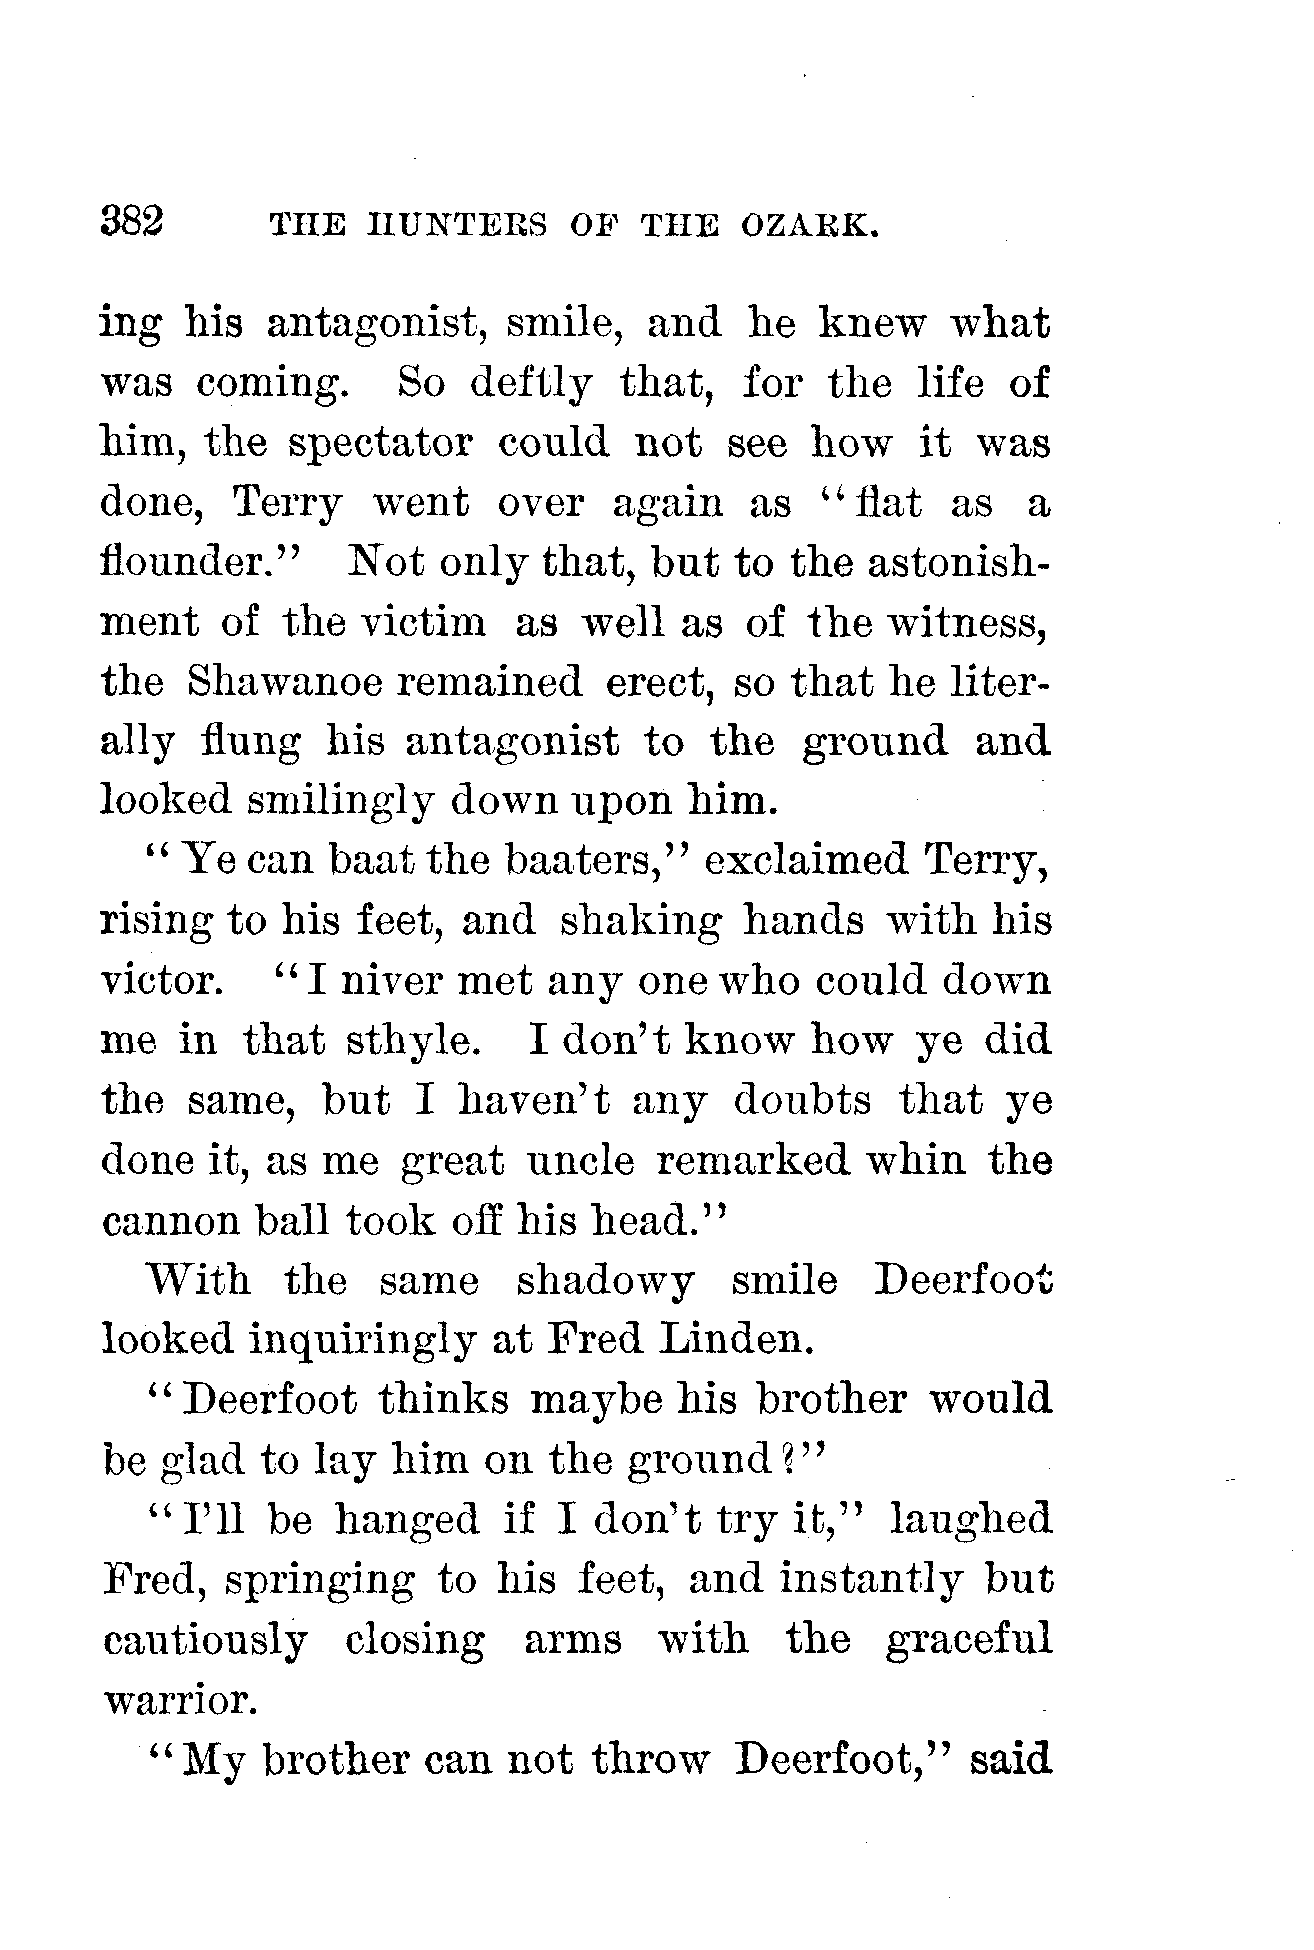 382 THE HUNTERS OF THE OZARK.
ing his antagonist, smile, and he knew what
was coming. So deftly that, for the life of
him, the spectator could not see how it was
done, Terry went over again as “flat as a
flounder.” Not only that, but to the astonish-
ment of the victim as well as of the witness,
the Shawanoe remained erect, so that he liter-
ally flung his antagonist to the ground and
looked smilingly down upon him.
“Ye can baat the baaters,” exclaimed Terry,
rising to his feet, and shaking hands with his
victor. “I niver met any one who could down
me in that sthyle. I don’t know how ye did
the same, but I haven’t any doubts that ye
done it, as me great uncle remarked whin the
cannon ball took off his head.”
With the same shadowy smile Deerfoot
looked inquiringly at Fred Linden.
“Deerfoot thinks maybe his brother would
be glad to lay him on the ground?”
“I’ll be hanged if I don’t try it,” laughed
Fred, springing to his feet, and instantly but
cautiously closing arms with the graceful
warrior.
“My brother can not throw Deerfoot,” said